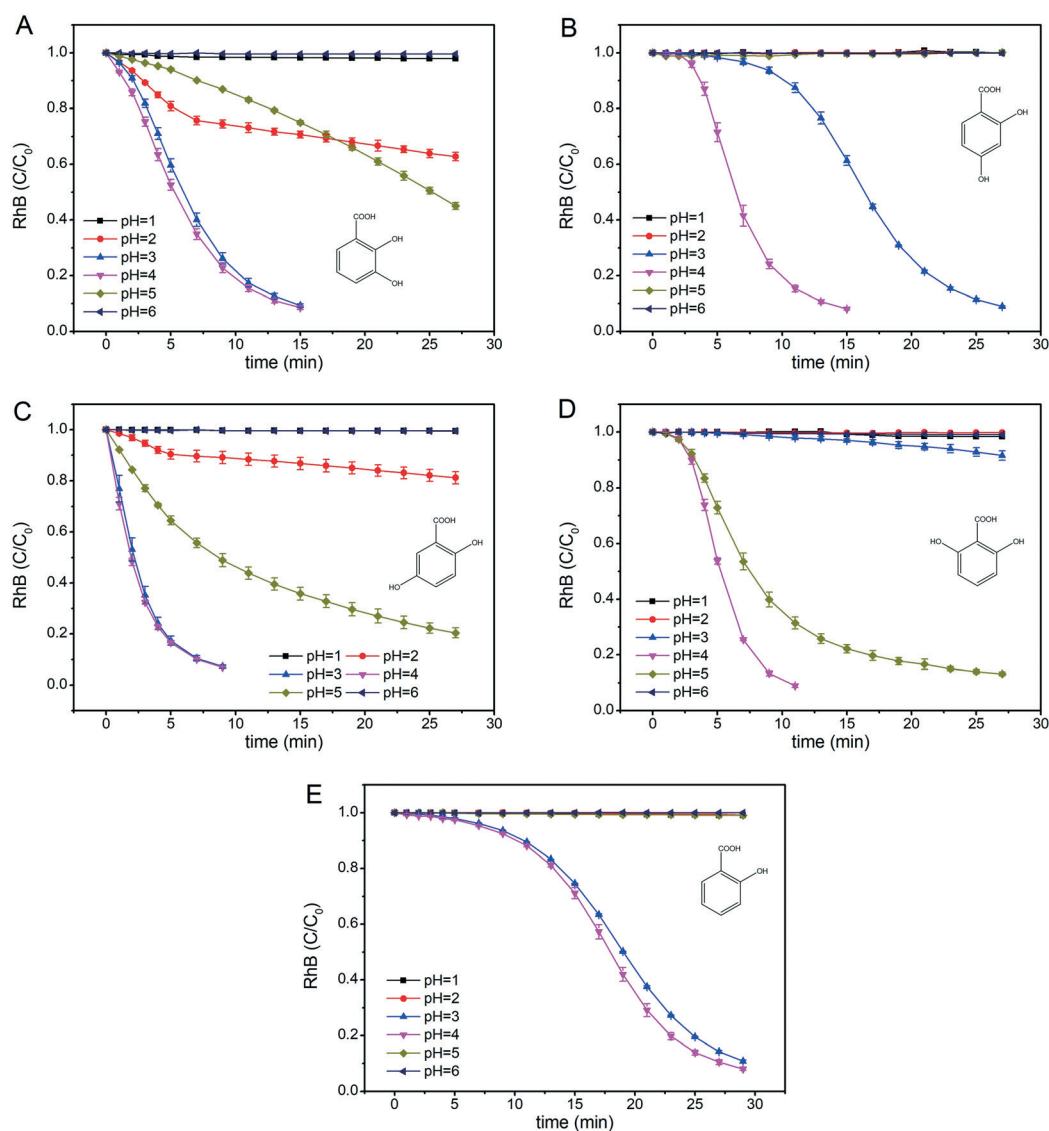 A
RhB (C/C0)
1.0
0.8
0.6
0.4
0.2
0.0
pH=1
pH=2
pH=3
pH=4
pH=5
pH=6
COOH
OH
OH
0 5 10 15 20 25 30
time (min)
B
RhB (C/C0)
1.0
0.8
0.6
0.4
0.2
0.0
pH=1
pH=2
pH=3
pH=4
pH=5
pH=6
COOH
OH
OH
0 5 10 15 20 25 30
time (min)
C
RhB (C/C0)
1.0
0.8
0.6
0.4
0.2
0.0
COOH
OH
HO
pH=1 pH=2
pH=3 pH=4
pH=5 pH=6
0 5 10 15 20 25 30
time (min)
D
RhB (C/C0)
1.0
0.8
0.6
0.4
0.2
0.0
COOH
HO OH
pH=1
pH=2
pH=3
pH=4
pH=5
pH=6
0 5 10 15 20 25 30
time (min)
E
RhB (C/C0)
1.0
0.8
0.6
0.4
0.2
0.0
COOH
OH
pH=1
pH=2
pH=3
pH=4
pH=5
pH=6
0 5 10 15 20 25 30
time (min)